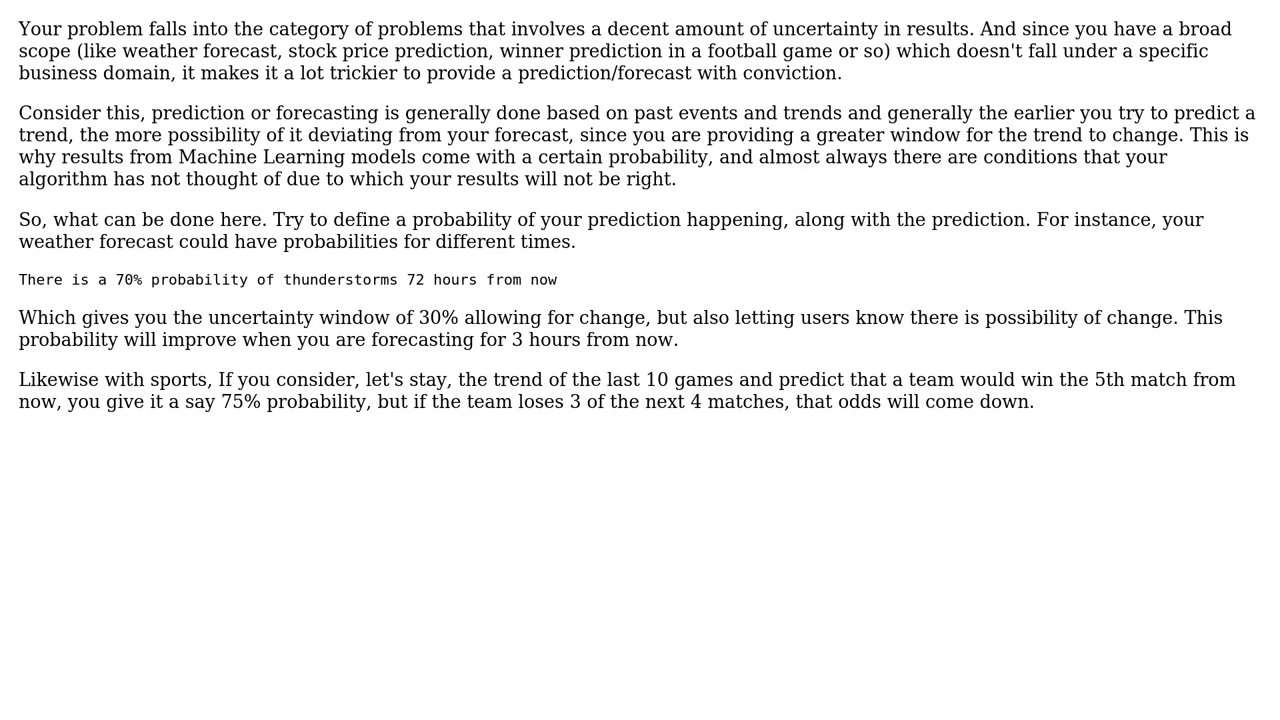 Your problem falls into the category of problems that involves a decent amount of uncertainty in results. And since you have a broad
scope (like weather forecast, stock price prediction, winner prediction in a football game or so) which doesn't fall under a specific
business domain, it makes it a lot trickier to provide a prediction/forecast with conviction.
Consider this, prediction or forecasting is generally done based on past events and trends and generally the earlier you try to predict a
trend, the more possibility of it deviating from your forecast, since you are providing a greater window for the trend to change. This is
why results from Machine Learning models come with a certain probability, and almost always there are conditions that your
algorithm has not thought of due to which your results will not be right.
So, what can be done here. Try to define a probability of your prediction happening, along with the prediction. For instance, your
weather forecast could have probabilities for different times.
There is a 70% probability of thunderstorms 72 hours from now
Which gives you the uncertainty window of 30% allowing for change, but also letting users know there is possibility of change. This
probability will improve when you are forecasting for 3 hours from now.
Likewise with sports, If you consider, let's stay, the trend of the last 10 games and predict that a team would win the 5th match from
now, you give it a say 75% probability, but if the team loses 3 of the next 4 matches, that odds will come down.